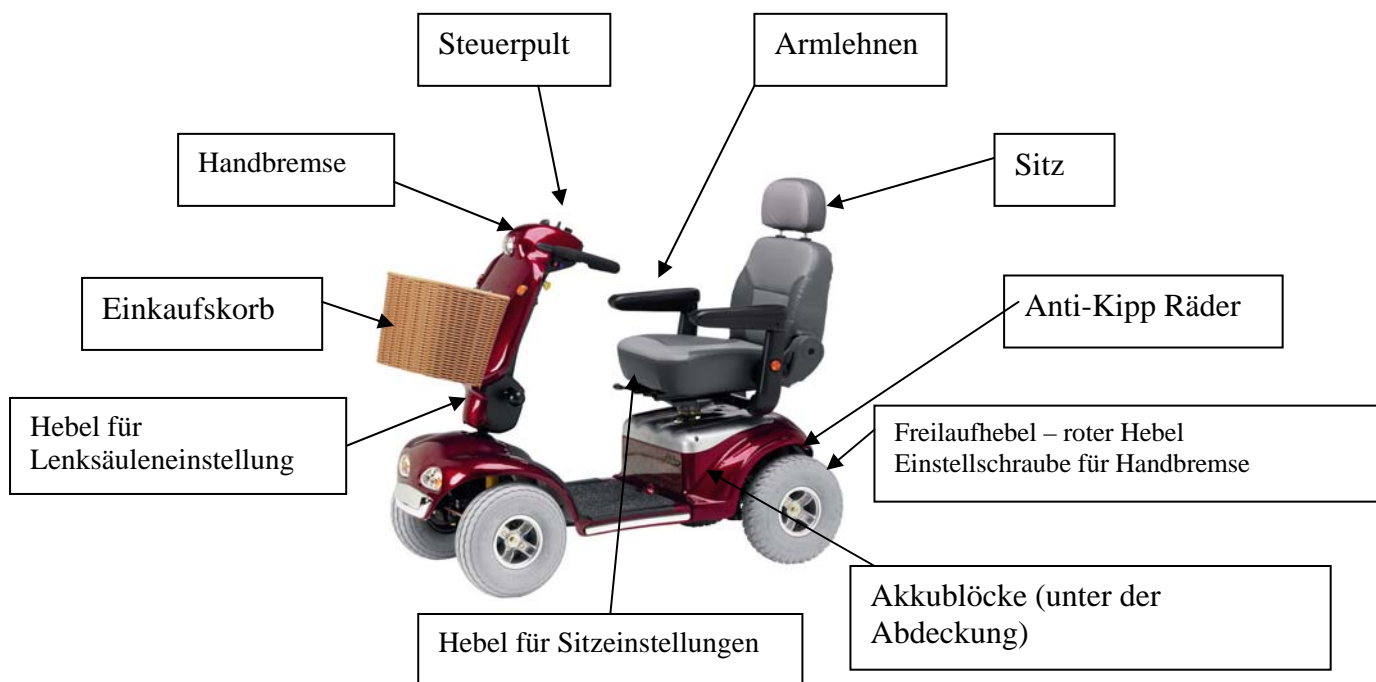 Steuerpult
Armlehnen
Handbremse
Sitz
Einkaufskorb
Anti-Kipp Räder
Hebel für
Lenksäuleneinstellung
Freilaufhebel – roter Hebel
Einstellschraube für Handbremse
Akkublöcke (unter der
Abdeckung)
Hebel für Sitzeinstellungen